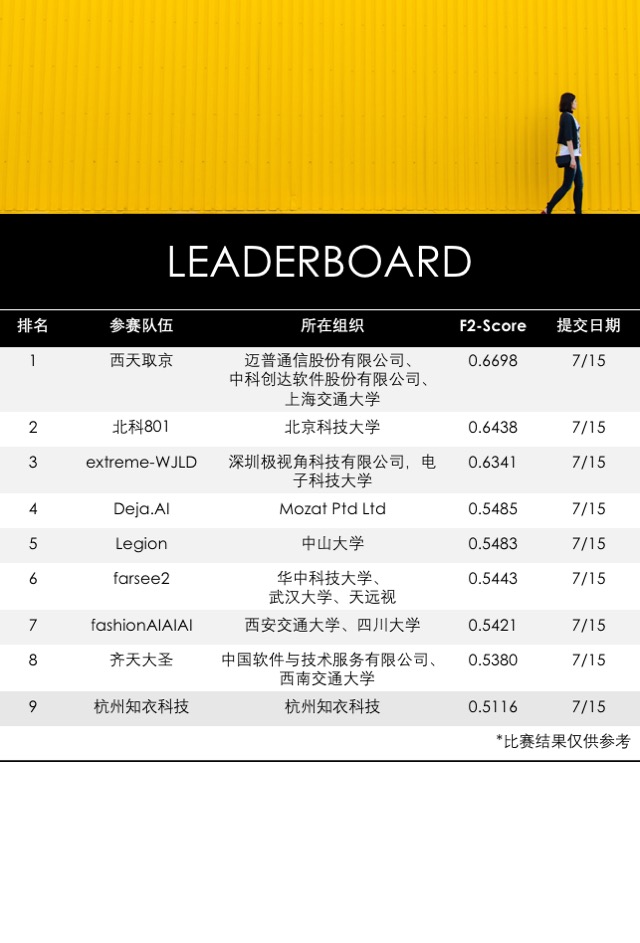 LEADERBOARD
排名 参赛队伍 所在组织 F2-Score 提交日期
1 西天取京 迈普通信股份有限公司、 0.6698 7/15
中科创达软件股份有限公司、
上海交通大学
2 北科801 北京科技大学 0.6438 7/15
3 extreme-WJLD 深圳极视角科技有限公司，电 0.6341 7/15
子科技大学
4 Deja.AI Mozat Ptd Ltd 0.5485 7/15
5 Legion 中山大学 0.5483 7/15
6 farsee2 华中科技大学、 0.5443 7/15
武汉大学、天远视
7 fashionAIAIAI 西安交通大学、四川大学 0.5421 7/15
8 齐天大圣 中国软件与技术服务有限公司、 0.5380 7/15
西南交通大学
9 杭州知衣科技 杭州知衣科技 0.5116 7/15
*比赛结果仅供参考